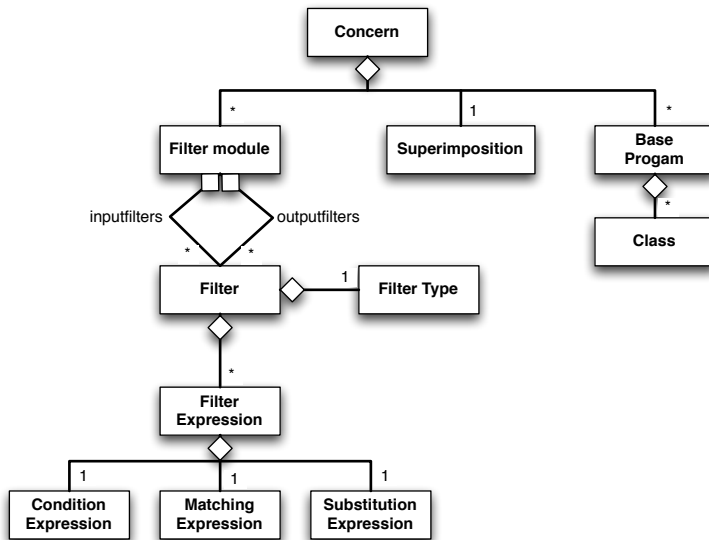 Concern
* 1 *
Filter module
Superimposition
Base
Progam
inputfilters
outputfilters
* *
*
Class
Filter
1
Filter Type
*
Filter
Expression
1 1 1
Condition
Expression
Matching
Expression
Substitution
Expression